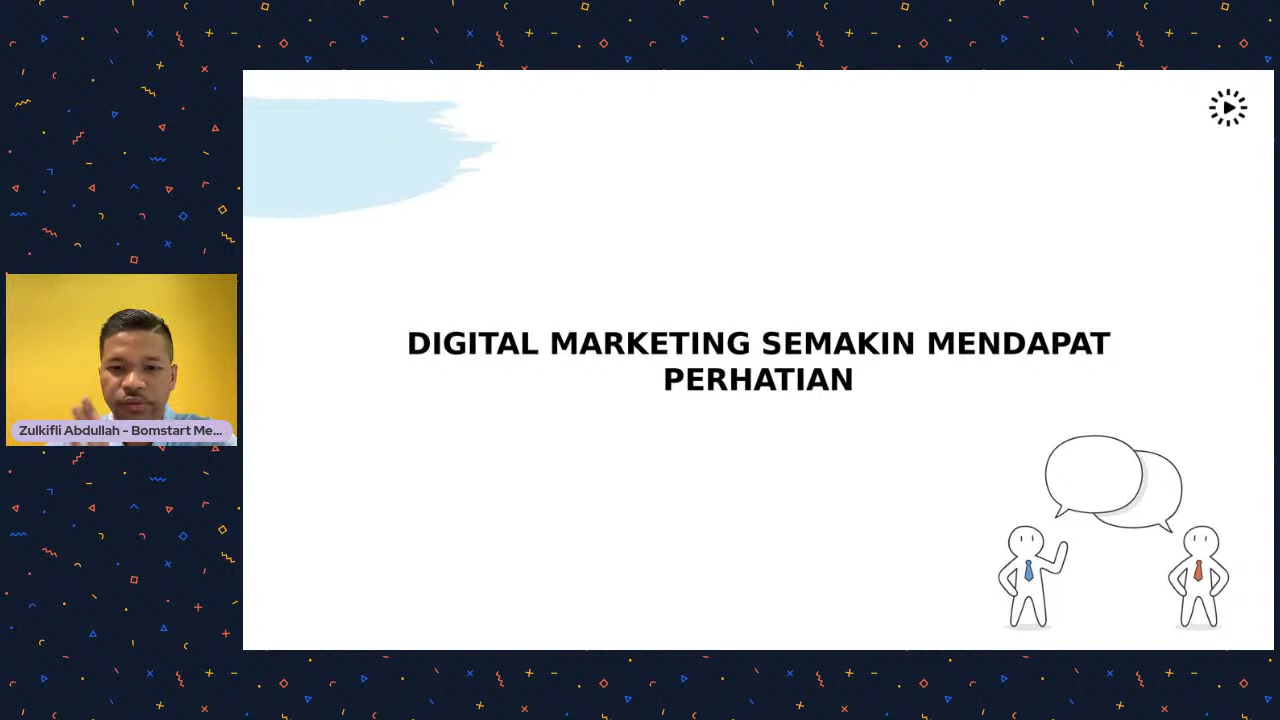 DIGITAL MARKETING SEMAKIN MENDAPAT
PERHATIAN
Zulkifli Abdullah - Bomstart Me...